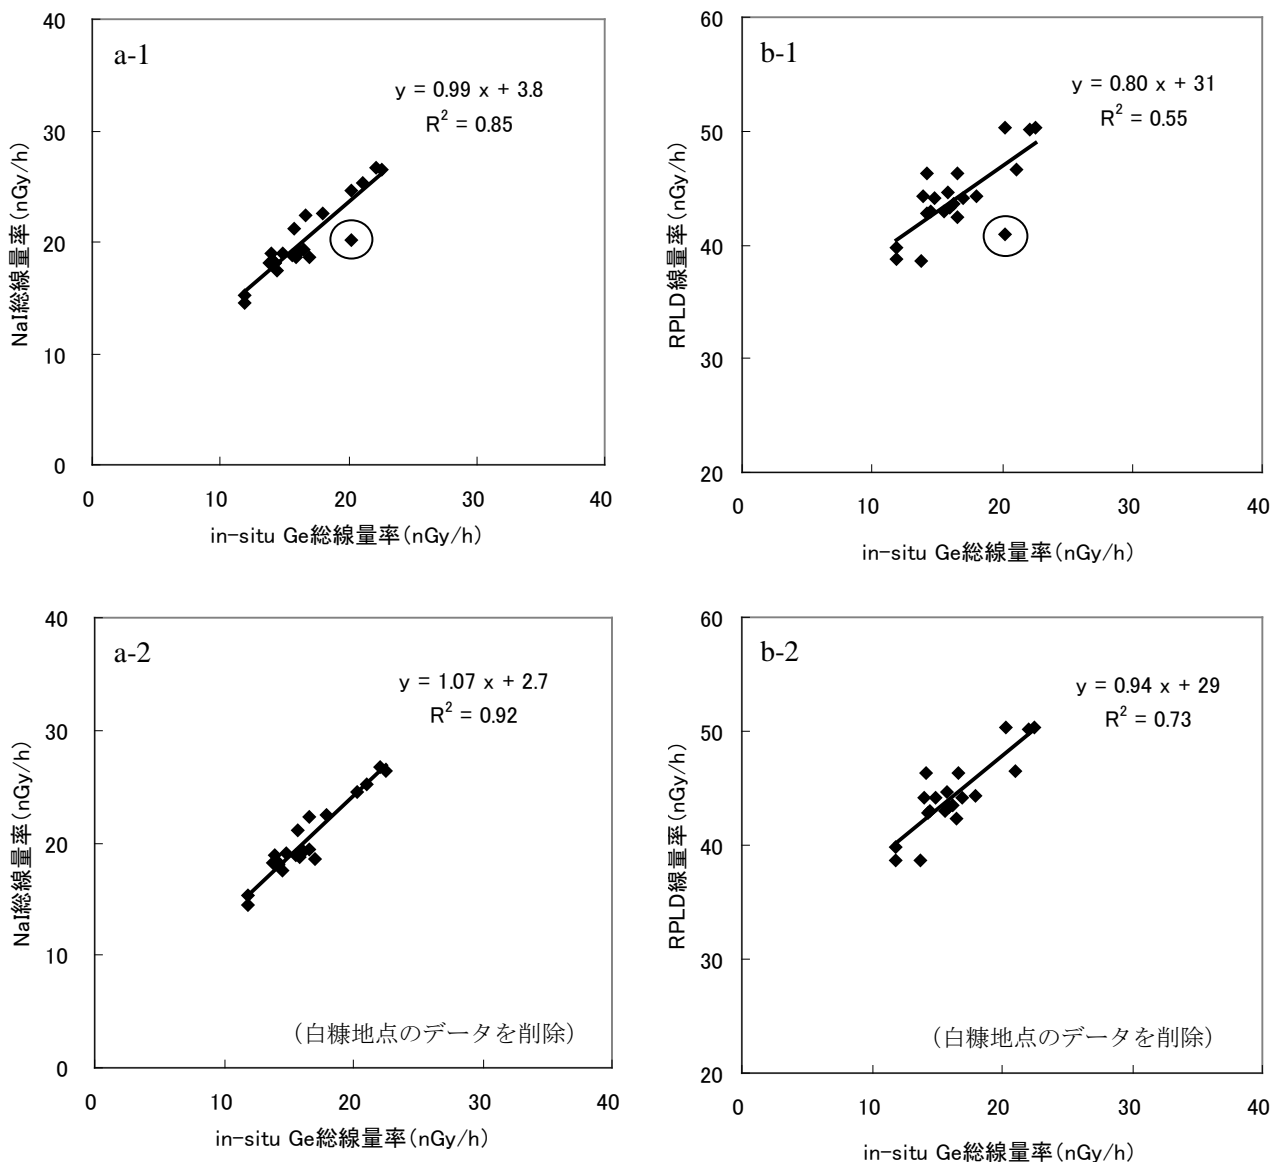 a-1
y = 0.99 x + 3.8
R² = 0.85
40
30
20
10
0
0 10 20 30 40
NaI総線量率(nGy/h)
in-situ Ge総線量率(nGy/h)
b-1
y = 0.80 x + 31
R² = 0.55
60
50
40
30
20
0 10 20 30 40
RPLD線量率(nGy/h)
in-situ Ge総線量率(nGy/h)
a-2
y = 1.07 x + 2.7
R² = 0.92
40
30
20
10
0
0 10 20 30 40
NaI総線量率(nGy/h)
(白糠地点のデータを削除)
in-situ Ge総線量率(nGy/h)
b-2
y = 0.94 x + 29
R² = 0.73
60
50
40
30
20
0 10 20 30 40
RPLD線量率(nGy/h)
(白糠地点のデータを削除)
in-situ Ge総線量率(nGy/h)